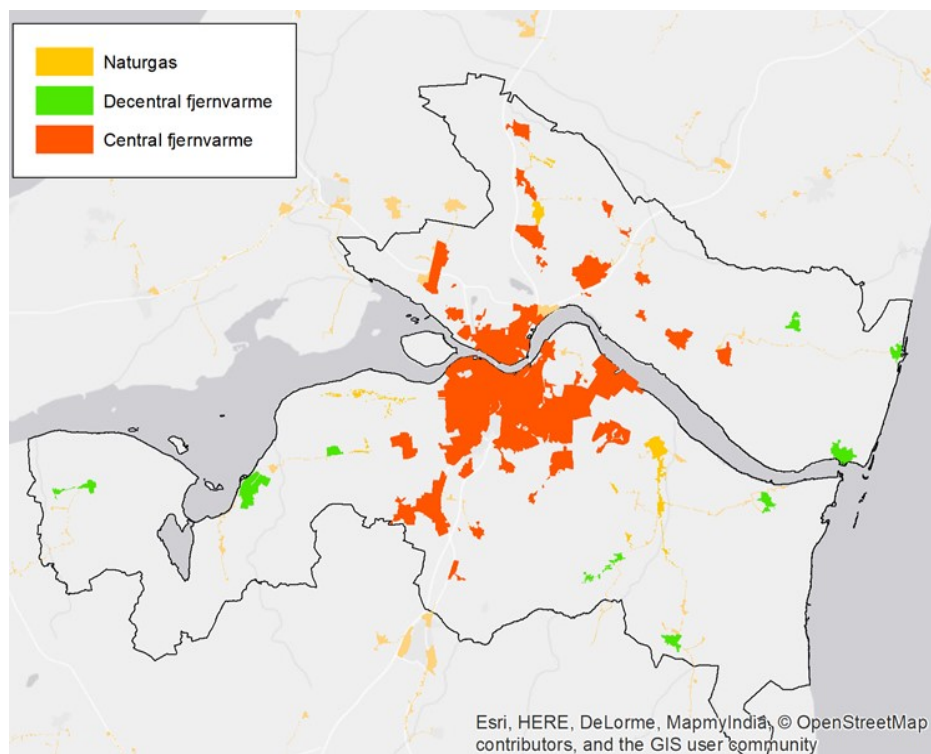 Naturgas
Decentral fjernvarme
Central fjernvarme
Esri, HERE, DeLorme, MapmyIndia, © OpenStreetMap
contributors, and the GIS user community